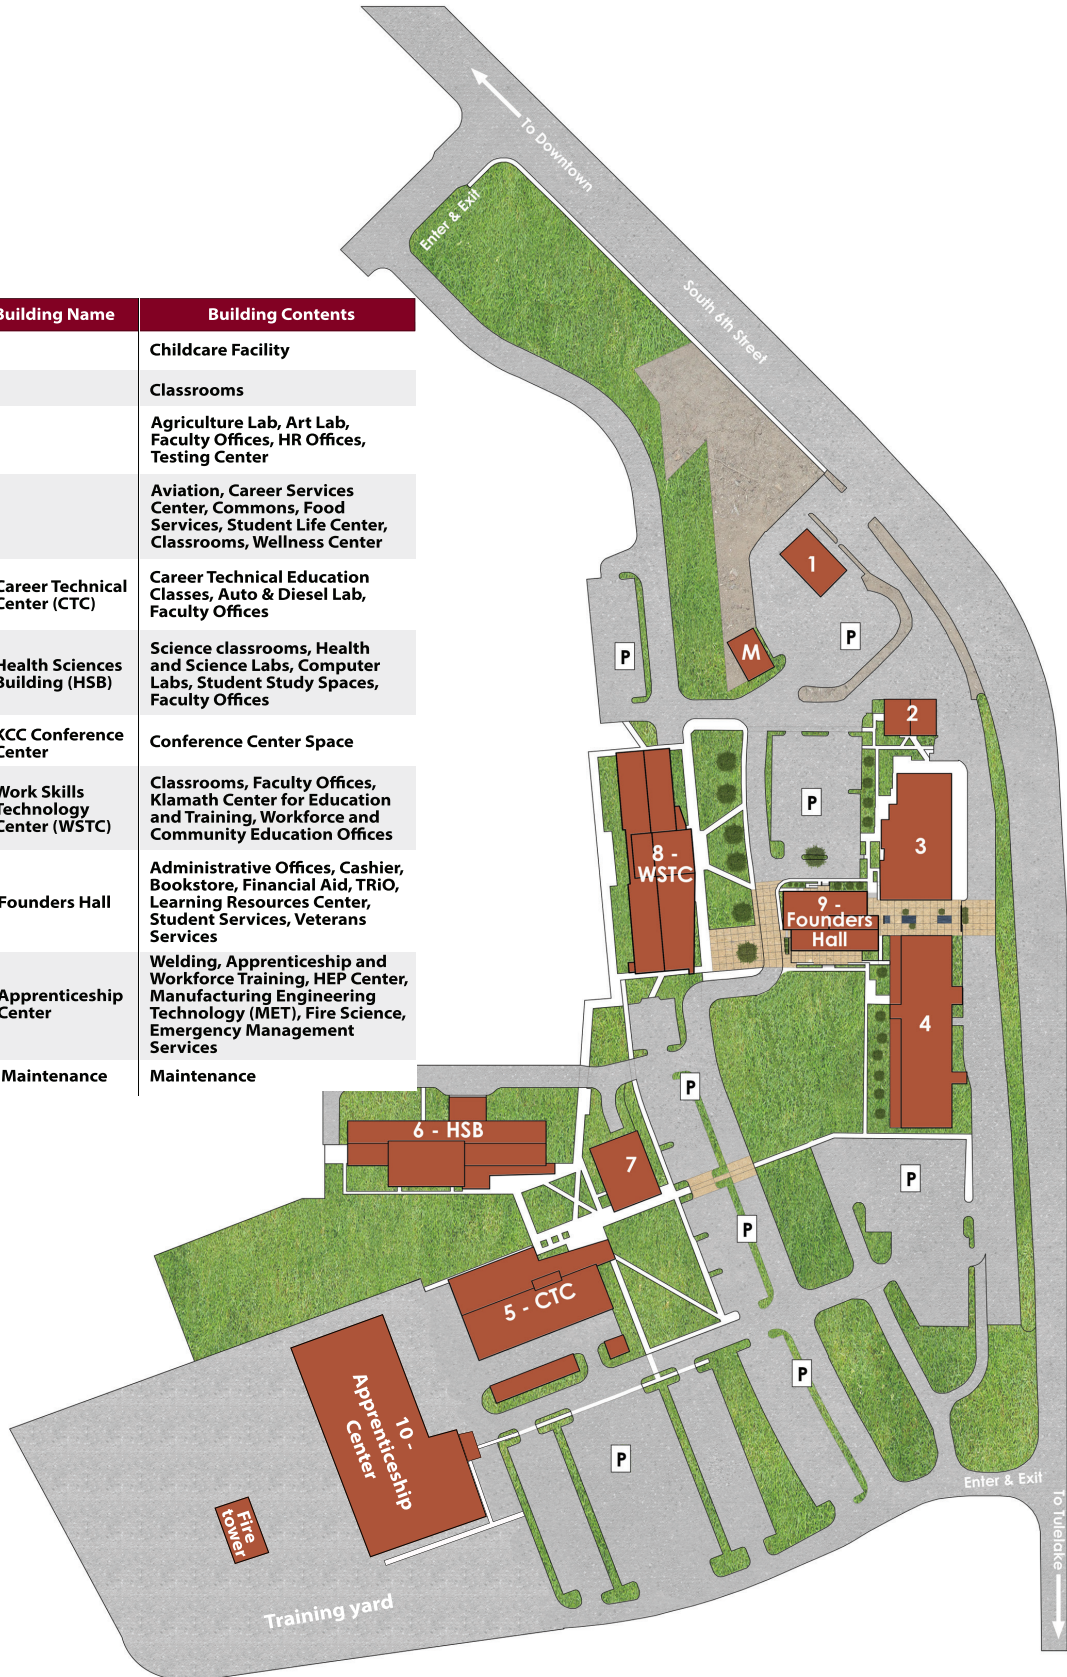 To Downtown
Enter & Exit
South 6th Street
Building Name
Building Contents
Childcare Facility
Classrooms
Agriculture Lab, Art Lab,
Faculty Offices, HR Offices,
Testing Center
Aviation, Career Services
Center, Commons, Food
Services, Student Life Center,
Classrooms, Wellness Center
Career Technical
Center (CTC)
Career Technical Education
Classes, Auto & Diesel Lab,
Faculty Offices
Health Sciences
Building (HSB)
Science classrooms, Health
and Science Labs, Computer
Labs, Student Study Spaces,
Faculty Offices
KCC Conference
Center
Conference Center Space
Work Skills
Technology
Center (WSTC)
Classrooms, Faculty Offices,
Klamath Center for Education
and Training, Workforce and
Community Education Offices
Founders Hall
Administrative Offices, Cashier,
Bookstore, Financial Aid, TRiO,
Learning Resources Center,
Student Services, Veterans
Services
Apprenticeship
Center
Welding, Apprenticeship and
Workforce Training, HEP Center,
Manufacturing Engineering
Technology (MET), Fire Science,
Emergency Management
Services
Maintenance
Maintenance
1
P
P
M
2
P
3
8 -
WSTC
9 -
Founders
Hall
4
P
6 - HSB
7
P
P
5 - CTC
P
10 -
Apprenticeship
Center
P
Enter & Exit
To Tulelake
Fire
tower
Training yard